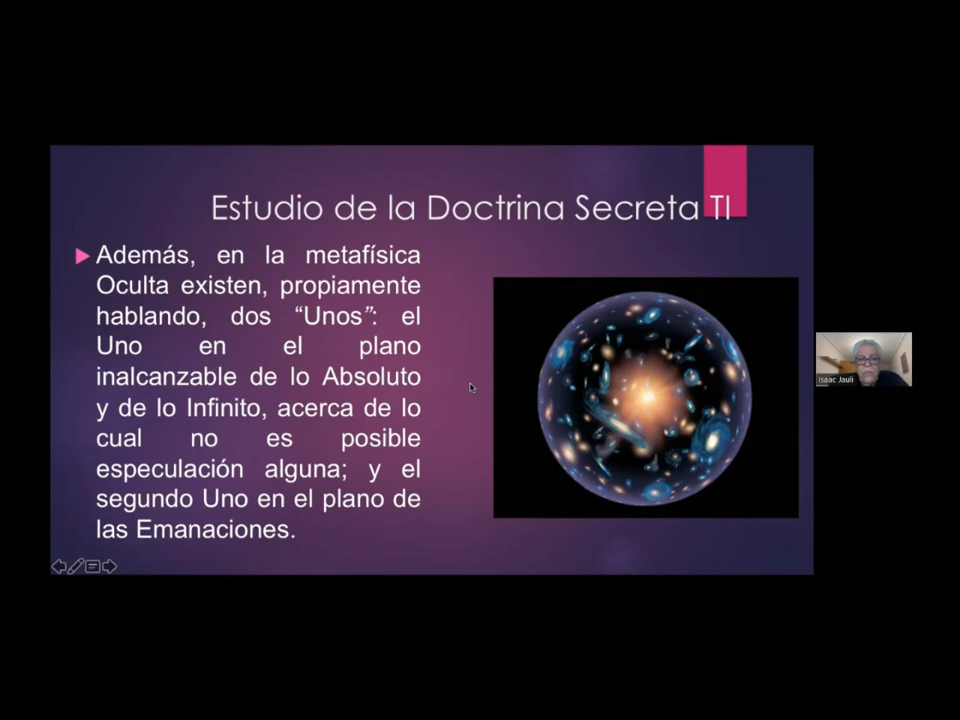 Estudio de la Doctrina Secreta TI
Además, en la metafísica
Oculta existen, propiamente
hablando, dos “Unos”: el
Uno en el plano
inalcanzable de lo Absoluto
y de lo Infinito, acerca de lo
cual no es posible
especulación alguna; y el
segundo Uno en el plano de
las Emanaciones.
Isaac Jauli